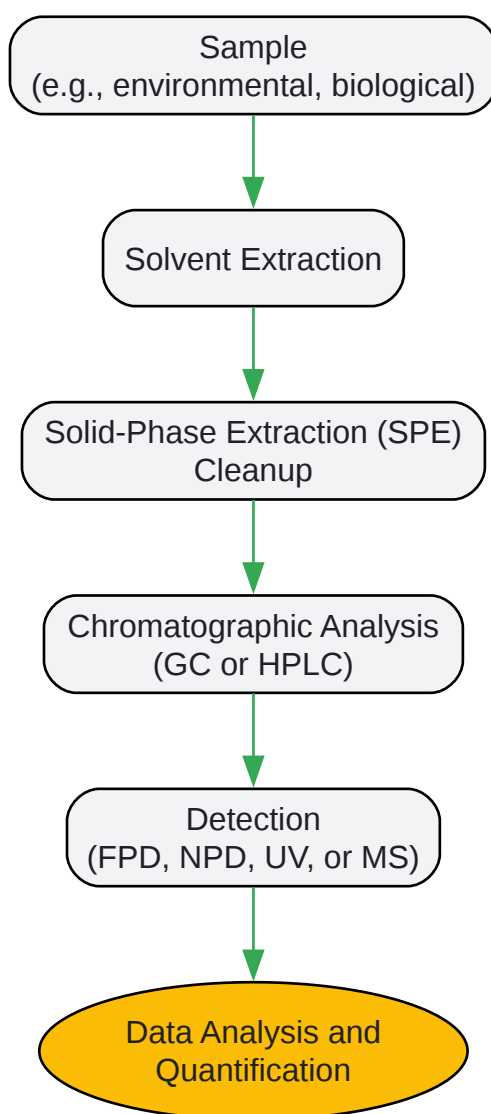 Sample
(e.g., environmental, biological)
Solvent Extraction
Solid-Phase Extraction (SPE)
Cleanup
Chromatographic Analysis
(GC or HPLC)
Detection
(FPD, NPD, UV, or MS)
Data Analysis and
Quantification